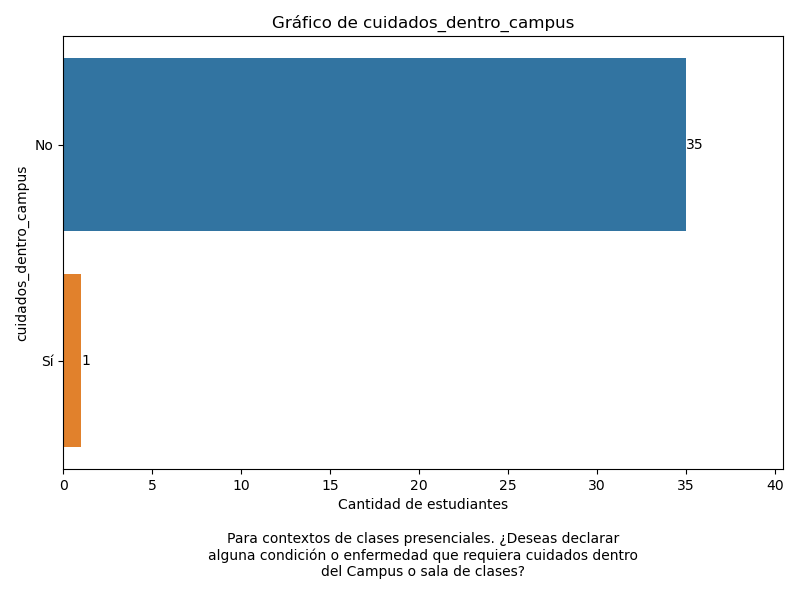 Gráfico de cuidados_dentro_campus
cuidados_dentro_campus
No
35
Sí
1
0 5 10 15 20 25 30 35 40
Cantidad de estudiantes
Para contextos de clases presenciales. ¿Deseas declarar
alguna condición o enfermedad que requiera cuidados dentro
del Campus o sala de clases?